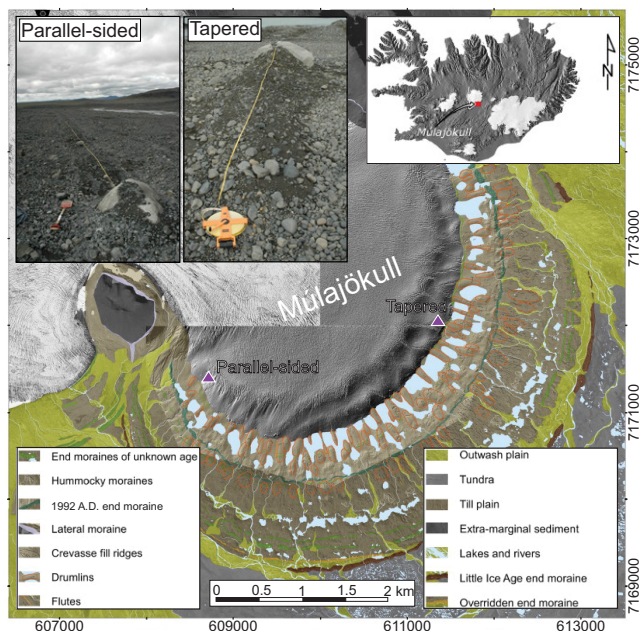 Parallel-sided
Tapered
Múlajökull
N
7175000
7173000
7171000
7169000
Múlajökull
Tapered
Parallel-sided
End moraines of unknown age
Hummocky moraines
1992 A.D. end moraine
Lateral moraine
Crevasse fill ridges
Drumlins
Flutes
Outwash plain
Tundra
Till plain
Extra-marginal sediment
Lakes and rivers
Little Ice Age end moraine
Overridden end moraine
0 0.5 1 1.5 2 km
607000 609000 611000 613000